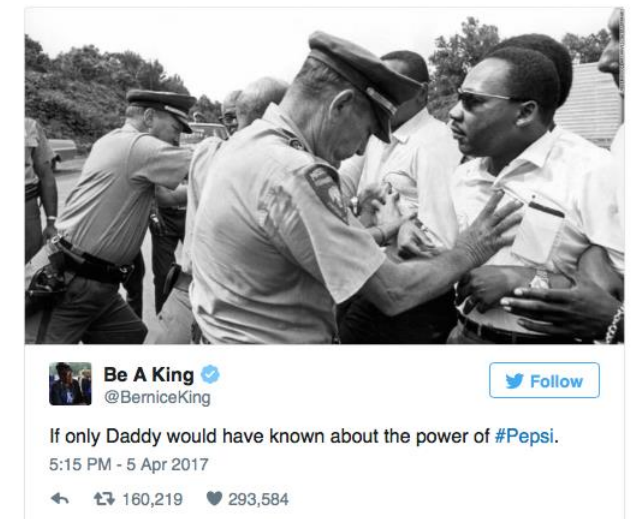 Be A King
Follow
@BerniceKing
If only Daddy would have known about the power of #Pepsi.
5:15 PM - 5 Apr 2017
160,219 293,584